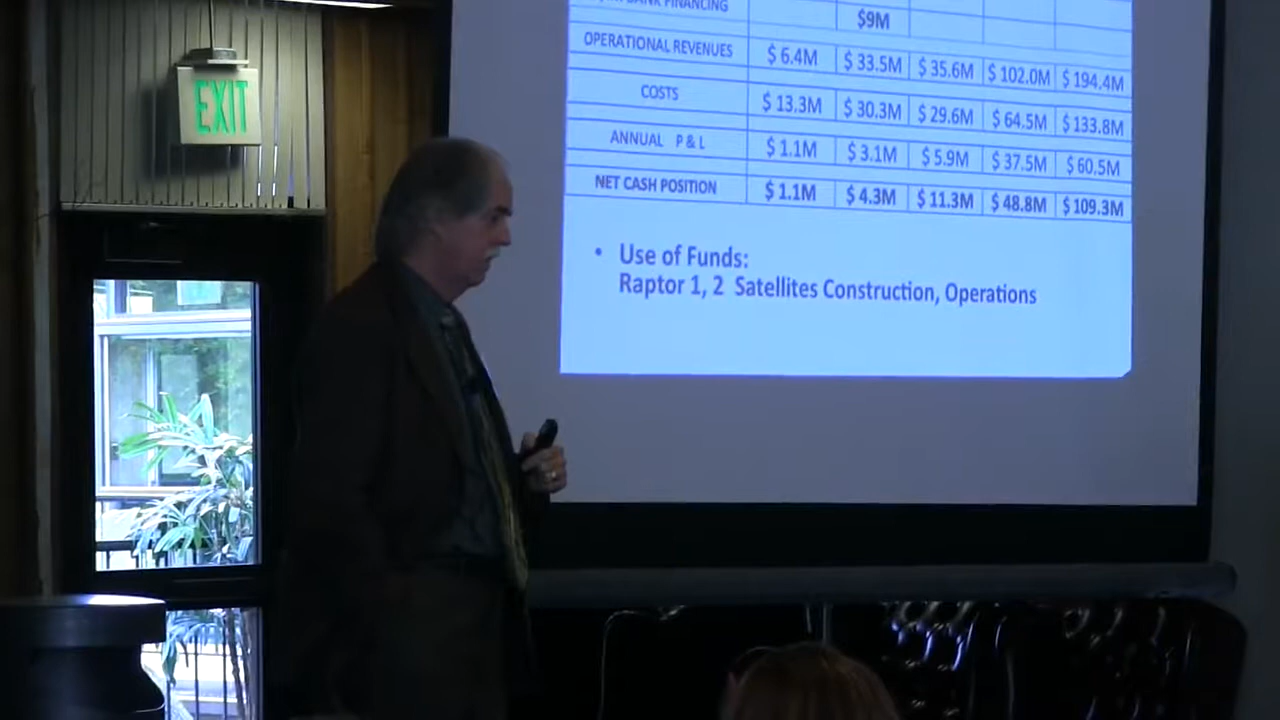 EXIT
BANK FINANCING
$9M
OPERATIONAL REVENUES $ 6.4M $ 33.5M $ 35.6M $ 102.0M $ 194.4M
COSTS $ 13.3M $ 30.3M $ 29.6M $ 64.5M $ 133.8M
ANNUAL P & L $ 1.1M $ 3.1M $ 5.9M $ 37.5M $ 60.5M
NET CASH POSITION $ 1.1M $ 4.3M $ 11.3M $ 48.8M $ 109.3M
• Use of Funds:
Raptor 1, 2 Satellites Construction, Operations